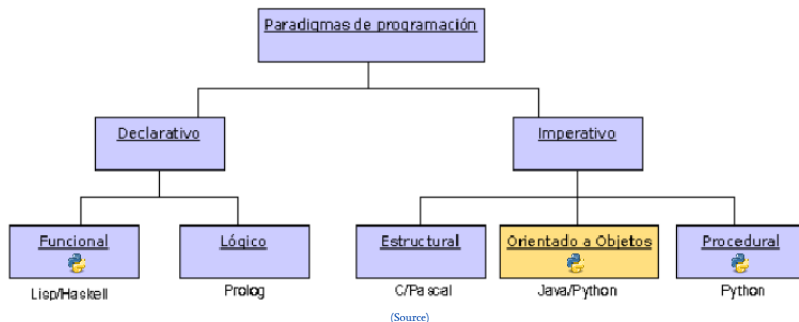 Paradigmas de programación
Declarativo
Imperativo
Funcional
Lógico
Estructural
Orientado a Objetos
Procedural
Lisp/Haskell
Prolog
C/Pascal
Java/Python
Python
(Source)